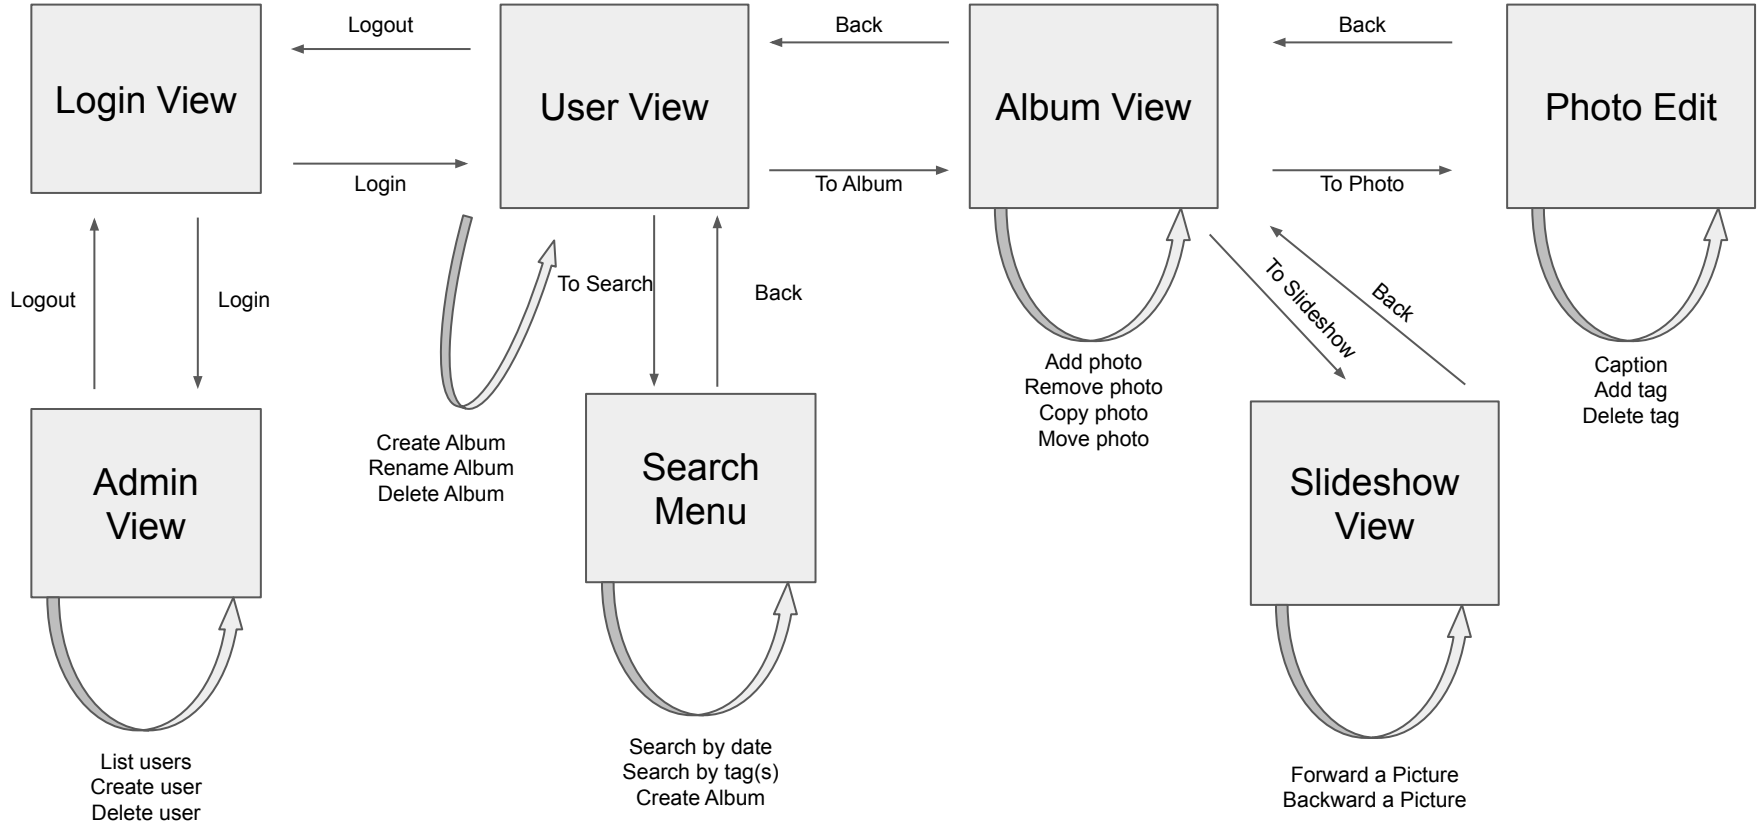 Logout
Back
Back
Login View
User View
Album View
Photo Edit
Login
To Album
To Photo
Logout
Login
To Search
Back
To Slideshow
Back
Add photo
Remove photo
Copy photo
Move photo
Caption
Add tag
Delete tag
Create Album
Rename Album
Delete Album
Admin
View
Search
Menu
Slideshow
View
List users
Create user
Delete user
Search by date
Search by tag(s)
Create Album
Forward a Picture
Backward a Picture